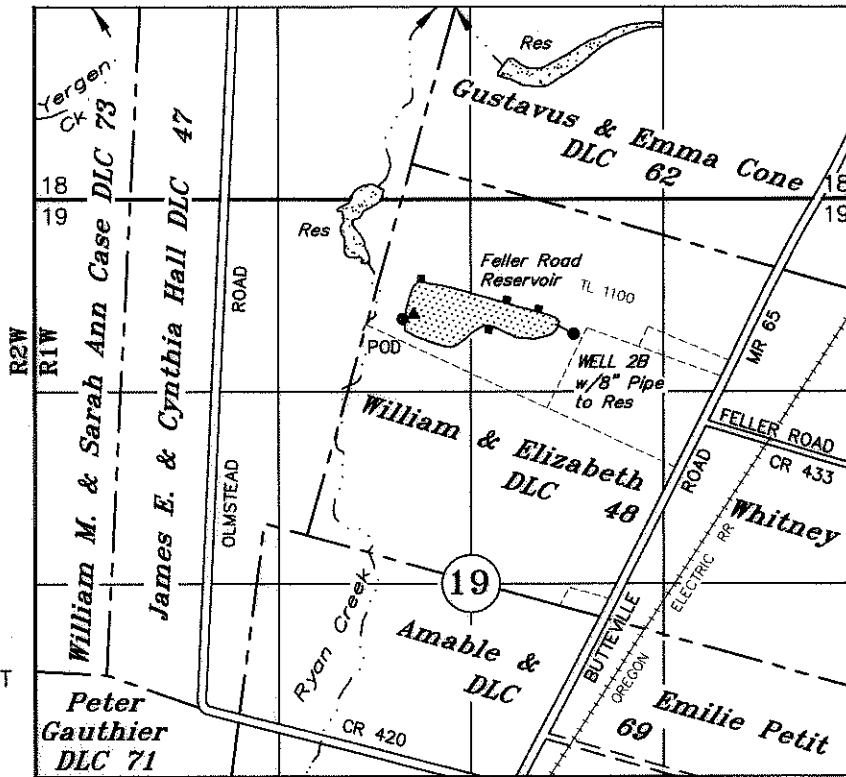 Res
Yergen
Ck
Gustavus & Emma Cone
DLC 62
William M. & Sarah Ann Case DLC 73
James E. & Cynthia Hall DLC 47
18
19
18
19
Res
Feller Road
Reservoir
TL 1100
ROAD
R2W
R1W
POD
WELL 2B
w/8" Pipe
to Res
MR 65
FELLER ROAD
CR 433
William & Elizabeth
DLC 48
Whitney
ROAD
OLMSTEAD
19
ELECTRIC RR
Ryan Creek
Amable &
DLC
BUTTEVILLE
OREGON
Emilie Petit
69
T
Peter
Gauthier
DLC 71
CR 420